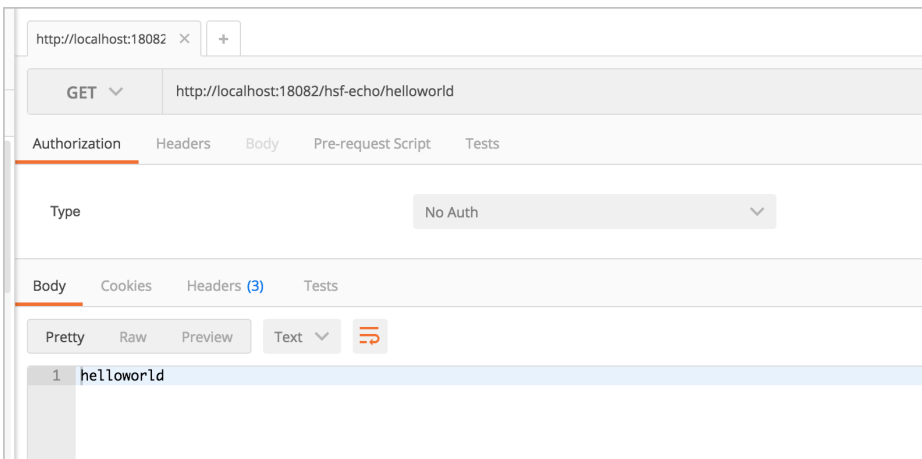 http://localhost:18082 × +
GET http://localhost:18082/hsf-echo/helloworld
Authorization Headers Body Pre-request Script Tests
Type No Auth
Body Cookies Headers (3) Tests
Pretty Raw Preview Text
1 helloworld